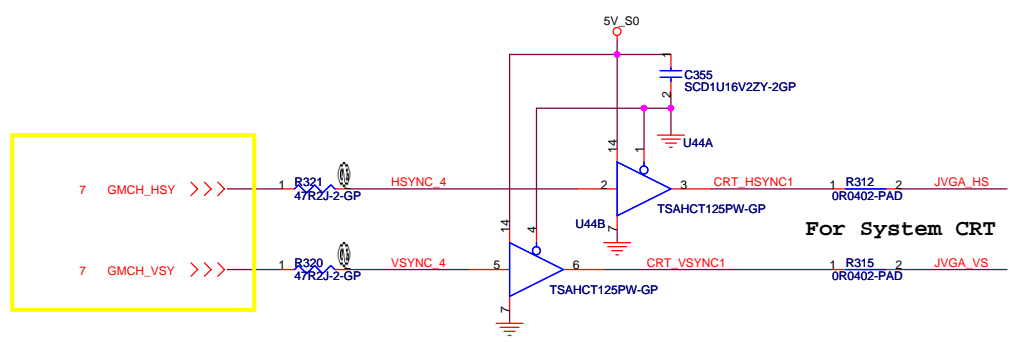 5V_S0
1
C355
SCD1U16V2ZY-2GP
2
14
1
U44A
7 GMCH_HSY
1 R321
47R2J-2-GP
HSYNC_4
2
3
CRT_HSYNC1
1 R312 2
0R0402-PAD
JVGA_HS
TSAHCT125PW-GP
7
For System CRT
14
4
U44B
7 GMCH_VSY
1 R320
47R2J-2-GP
VSYNC_4
5
6
CRT_VSYNC1
1 R315 2
0R0402-PAD
JVGA_VS
TSAHCT125PW-GP
7